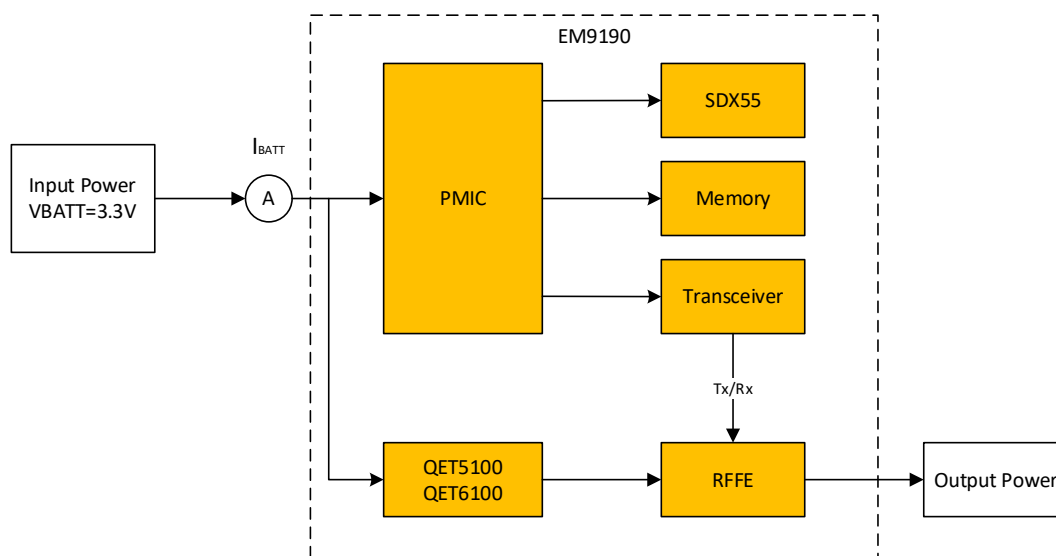 EM9190
SDX55
IBATT
Input Power
VBATT=3.3V
A
PMIC
Memory
Transceiver
Tx/Rx
QET5100
QET6100
RFFE
Output Power